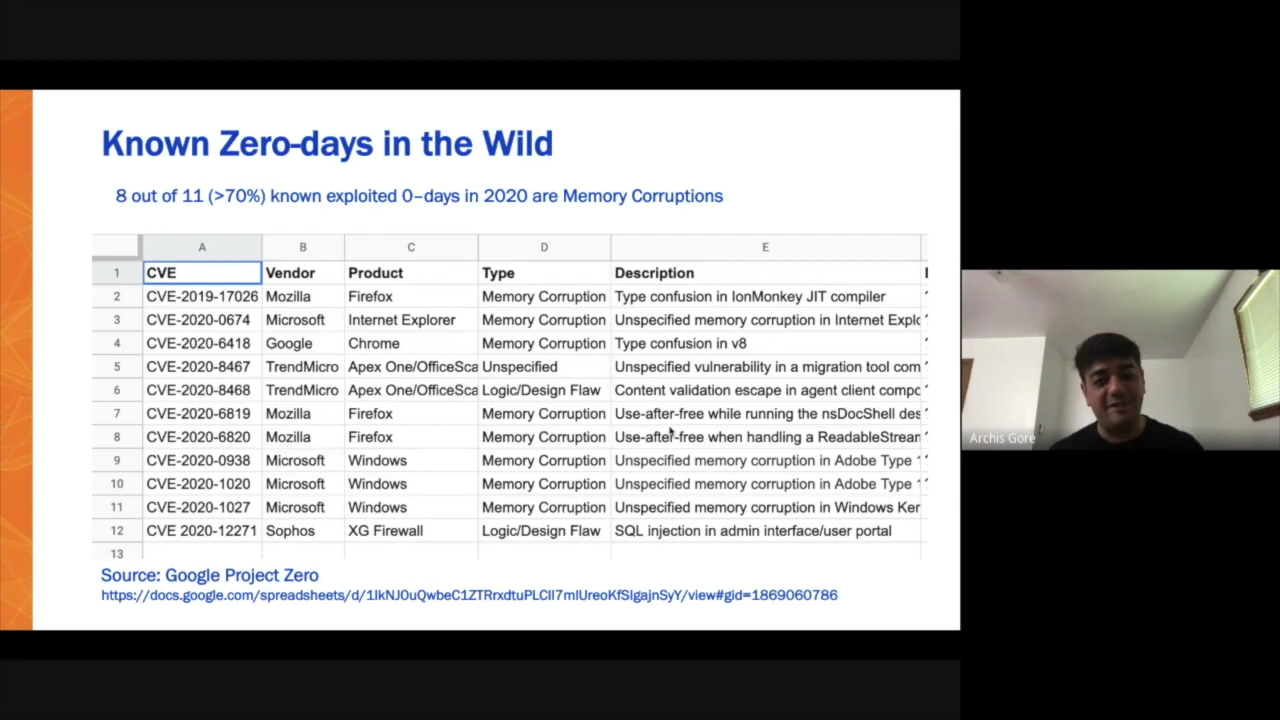 Known Zero-days in the Wild
8 out of 11 (>70%) known exploited 0-days in 2020 are Memory Corruptions
A B C D E
1 CVE Vendor Product Type Description
2 CVE-2019-17026 Mozilla Firefox Memory Corruption Type confusion in IonMonkey JIT compiler
3 CVE-2020-0674 Microsoft Internet Explorer Memory Corruption Unspecified memory corruption in Internet Explo
4 CVE-2020-6418 Google Chrome Memory Corruption Type confusion in v8
5 CVE-2020-8467 TrendMicro Apex One/OfficeSca Unspecified Unspecified vulnerability in a migration tool com
6 CVE-2020-8468 TrendMicro Apex One/OfficeSca Logic/Design Flaw Content validation escape in agent client compo
7 CVE-2020-6819 Mozilla Firefox Memory Corruption Use-after-free while running the nsDocShell des
8 CVE-2020-6820 Mozilla Firefox Memory Corruption Use-after-free when handling a ReadableStream
9 CVE-2020-0938 Microsoft Windows Memory Corruption Unspecified memory corruption in Adobe Type
10 CVE-2020-1020 Microsoft Windows Memory Corruption Unspecified memory corruption in Adobe Type
11 CVE-2020-1027 Microsoft Windows Memory Corruption Unspecified memory corruption in Windows Ker
12 CVE 2020-12271 Sophos XG Firewall Logic/Design Flaw SQL injection in admin interface/user portal
13
Source: Google Project Zero
Archis Gore